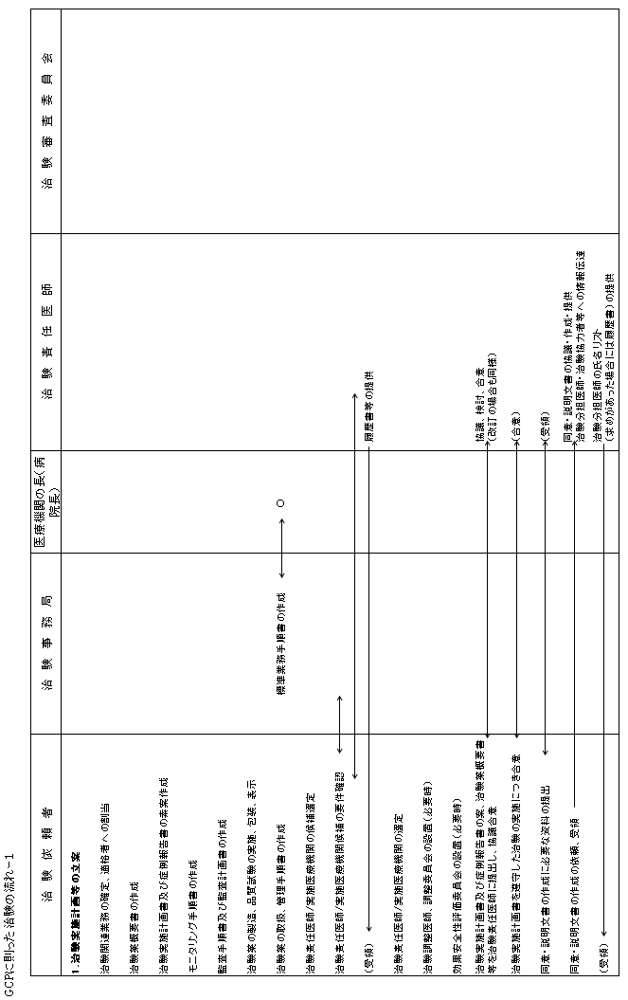 GCPに則った治験の流れ－1
治験依頼者
治験事務局
医療機関の長(病
院長)
治験責任医師
治験審査委員会
1.治験実施計画等の立案
治験関連業務の確定、適格者への割当
治験薬概要書の作成
治験実施計画書及び症例報告書の素案作成
モニタリング手順書の作成
監査手順書及び監査計画書の作成
治験薬の製造、品質試験の実施、包装、表示
治験薬の取扱、管理手順書の作成
標準業務手順書の作成
○
治験責任医師/実施医療機関の候補選定
治験責任医師/実施医療機関候補の要件確認
(受領)
履歴書等の提供
治験責任医師/実施医療機関の選定
治験調整医師、調整委員会の設置(必要時)
効果安全性評価委員会の設置(必要時)
治験実施計画書及び症例報告書の案、治験薬概要書
等を治験責任医師に提出し、協議合意
協議、検討、合意
(改訂の場合も同様)
治験実施計画書を遵守した治験の実施につき合意
(合意)
同意・説明文書の作成に必要な資料の提出
(受領)
同意・説明文書の作成の依頼、受領
同意・説明文書の協議・作成・提供
治験分担医師・治験協力者等への情報伝達
(受領)
治験分担医師の氏名リスト
(求めがあった場合には履歴書)の提供